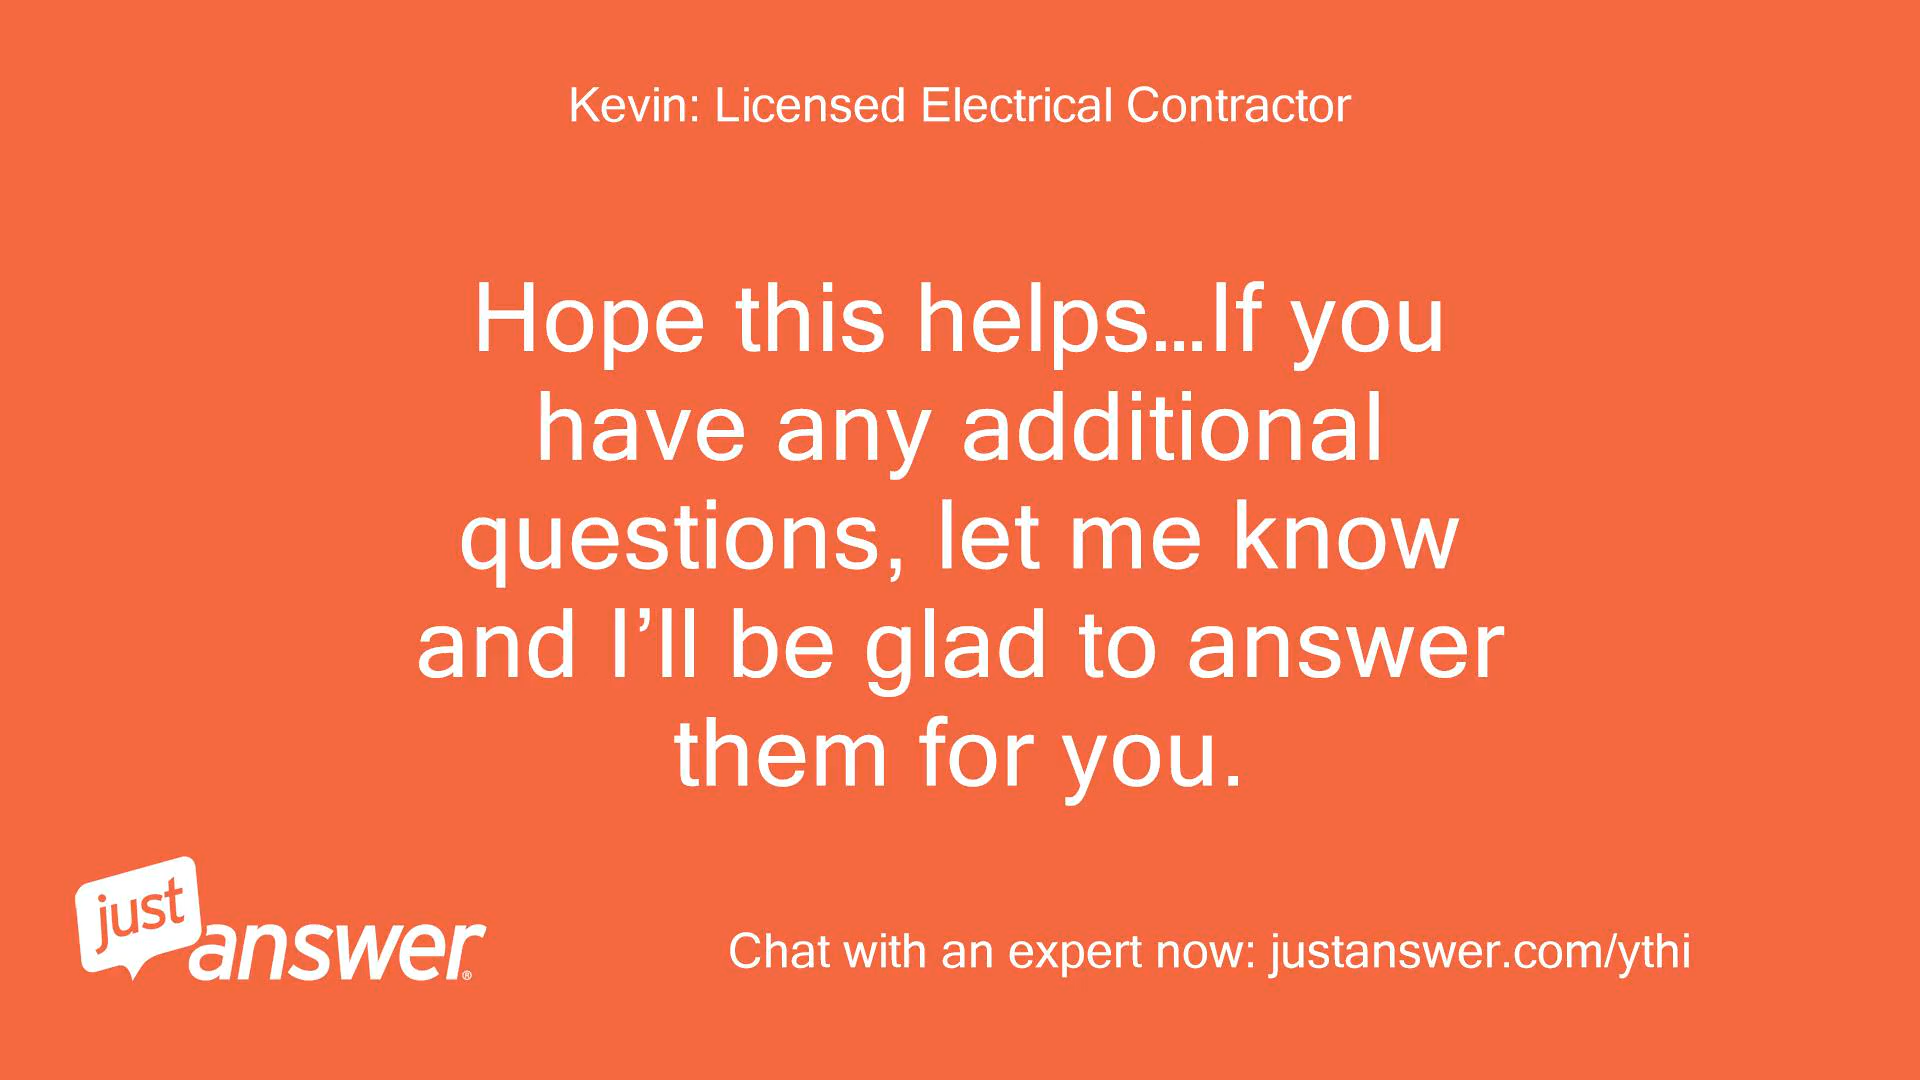 Kevin: Licensed Electrical Contractor
Hope this helps...If you
have any additional
questions, let me know
and I’ll be glad to answer
them for you.
just
answer®
Chat with an expert now: justanswer.com/ythi